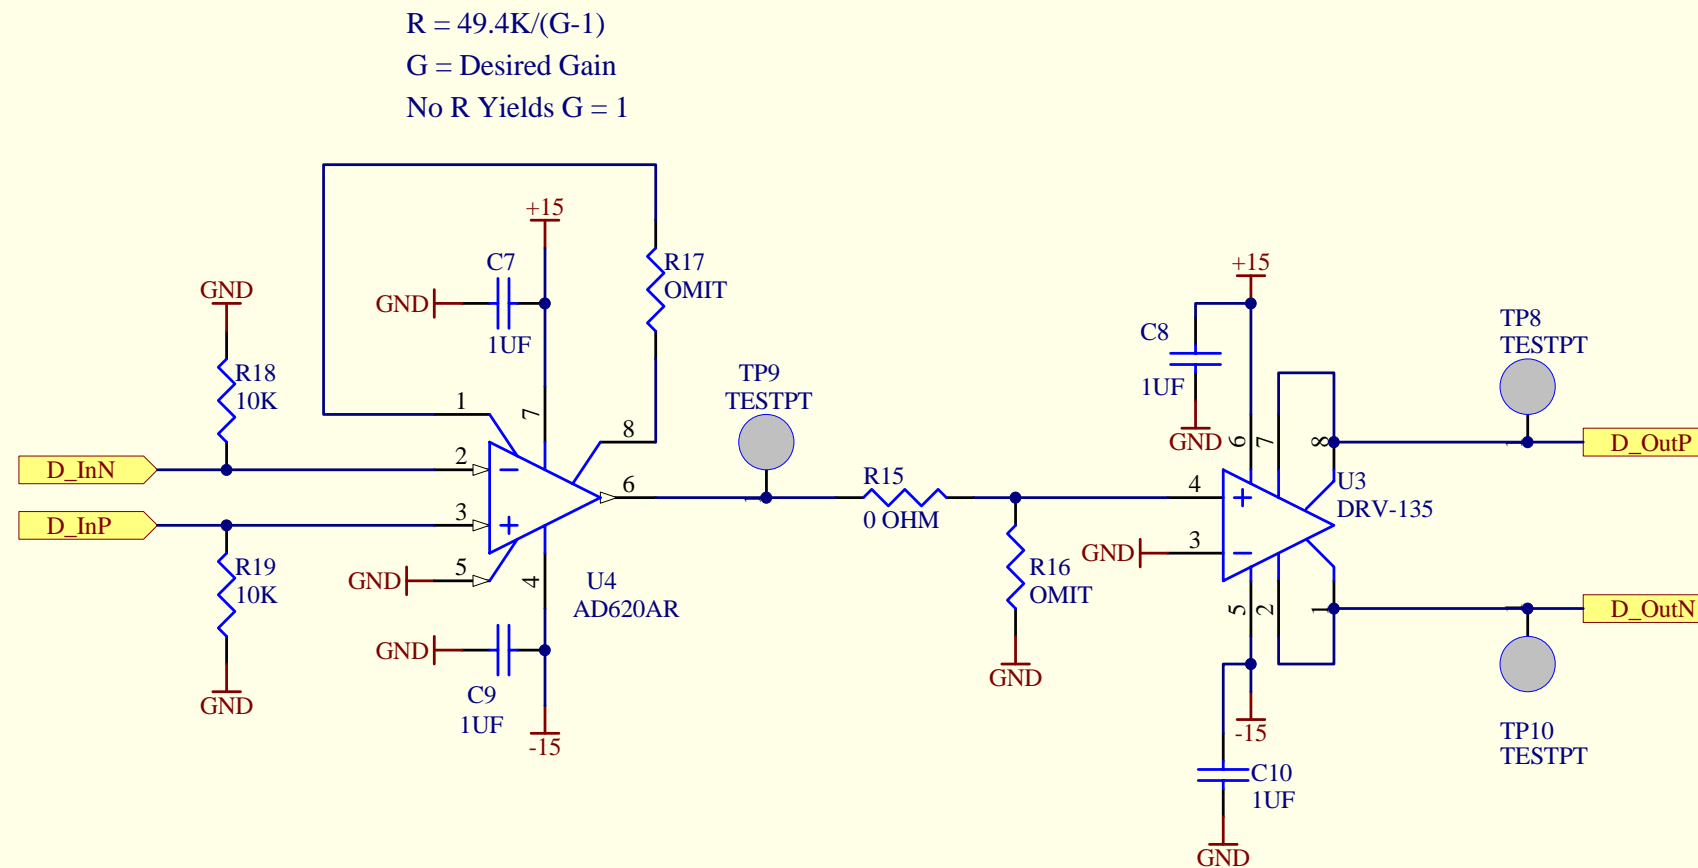 R = 49.4K/(G-1)
G = Desired Gain
No R Yields G = 1
+15
C7
GND
1UF
R17
OMIT
GND
R18
10K
1
7
8
D_InN
2
6
D_InP
3
5
GND
4
R19
10K
GND
U4
AD620AR
GND
C9
1UF
-15
TP9
TESTPT
1
R15
0 OHM
R16
OMIT
GND
+15
C8
1UF
GND
6
7
8
TP8
TESTPT
1
D_OutP
4
U3
DRV-135
GND
3
5
2
1
1
D_OutN
-15
TP10
TESTPT
C10
1UF
GND